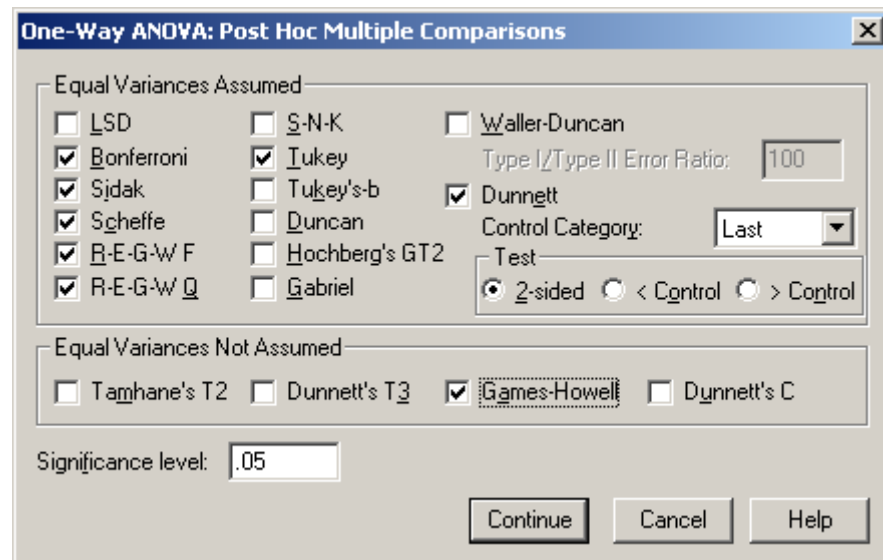 One-Way ANOVA: Post Hoc Multiple Comparisons
Equal Variances Assumed
LSD
S-N-K
Waller-Duncan
Bonferroni
Tukey
Type I/Type II Error Ratio: 100
Sidak
Tukey's-b
Dunnett
Scheffe
Duncan
Control Category: Last
R-E-G-W F
Hochberg's GT2
Test
R-E-G-W Q
Gabriel
2-sided
< Control
> Control
Equal Variances Not Assumed
Tamhane's T2
Dunnett's T3
Games-Howell
Dunnett's C
Significance level: .05
Continue
Cancel
Help